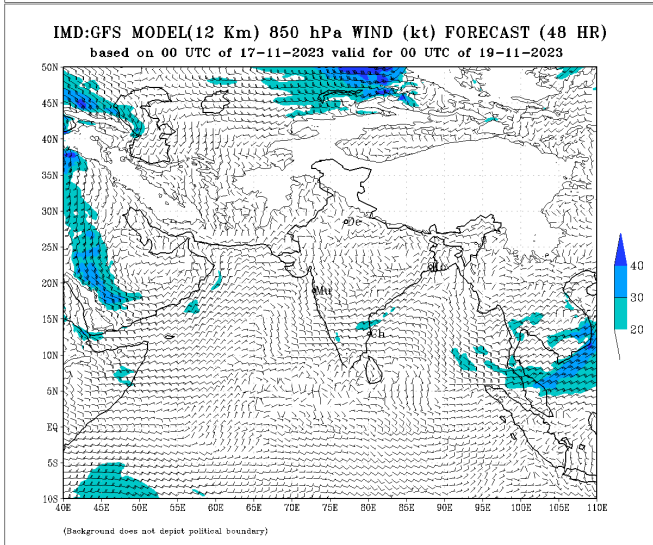 IMD:GFS MODEL(12 Km) 850 hPa WIND (kt) FORECAST (48 HR)
based on 00 UTC of 17-11-2023 valid for 00 UTC of 19-11-2023
50N
45N
40N
35N
30N
25N
20N
15N
10N
5N
EQ
5S
10S
De
Mu
Ch
40
30
20
40E 45E 50E 55E 60E 65E 70E 75E 80E 85E 90E 95E 100E 105E 110E
(Background does not depict political boundary)